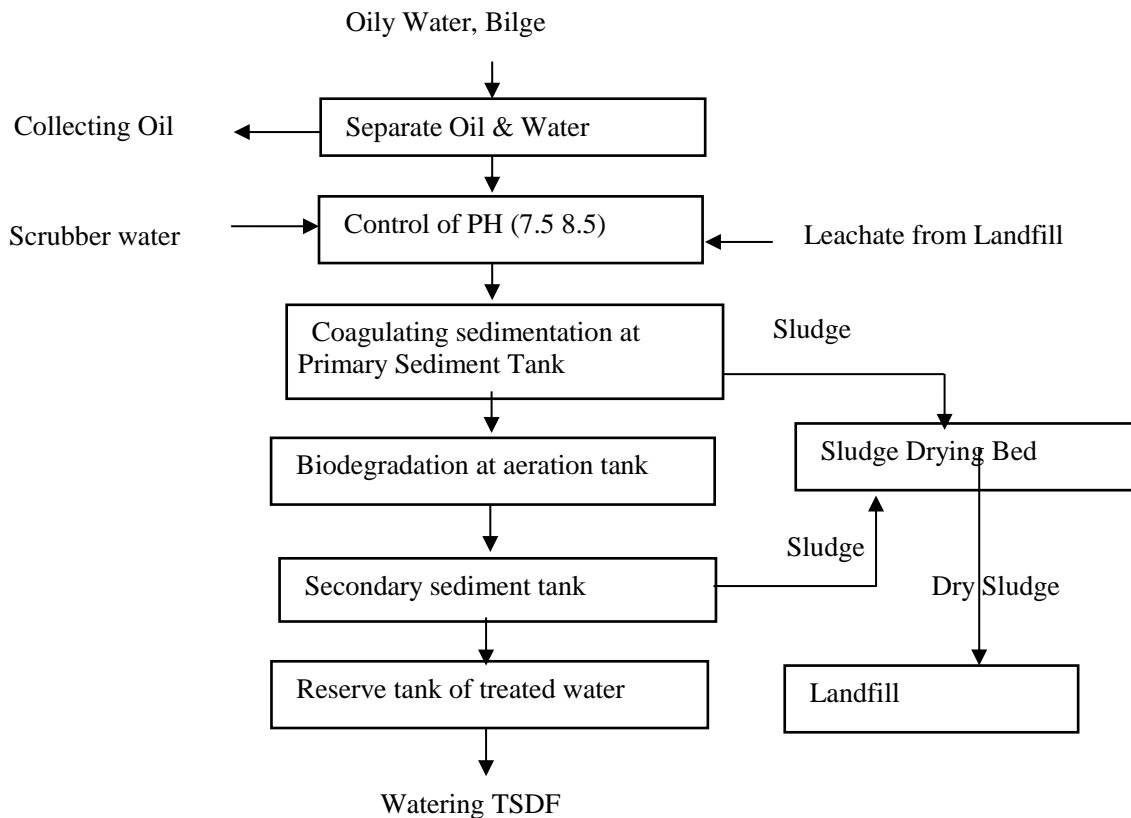 Oily Water, Bilge
Collecting Oil
Separate Oil & Water
Scrubber water
Control of PH (7.5 8.5)
Leachate from Landfill
Coagulating sedimentation at
Primary Sediment Tank
Sludge
Biodegradation at aeration tank
Sludge Drying Bed
Sludge
Secondary sediment tank
Dry Sludge
Reserve tank of treated water
Landfill
Watering TSDF